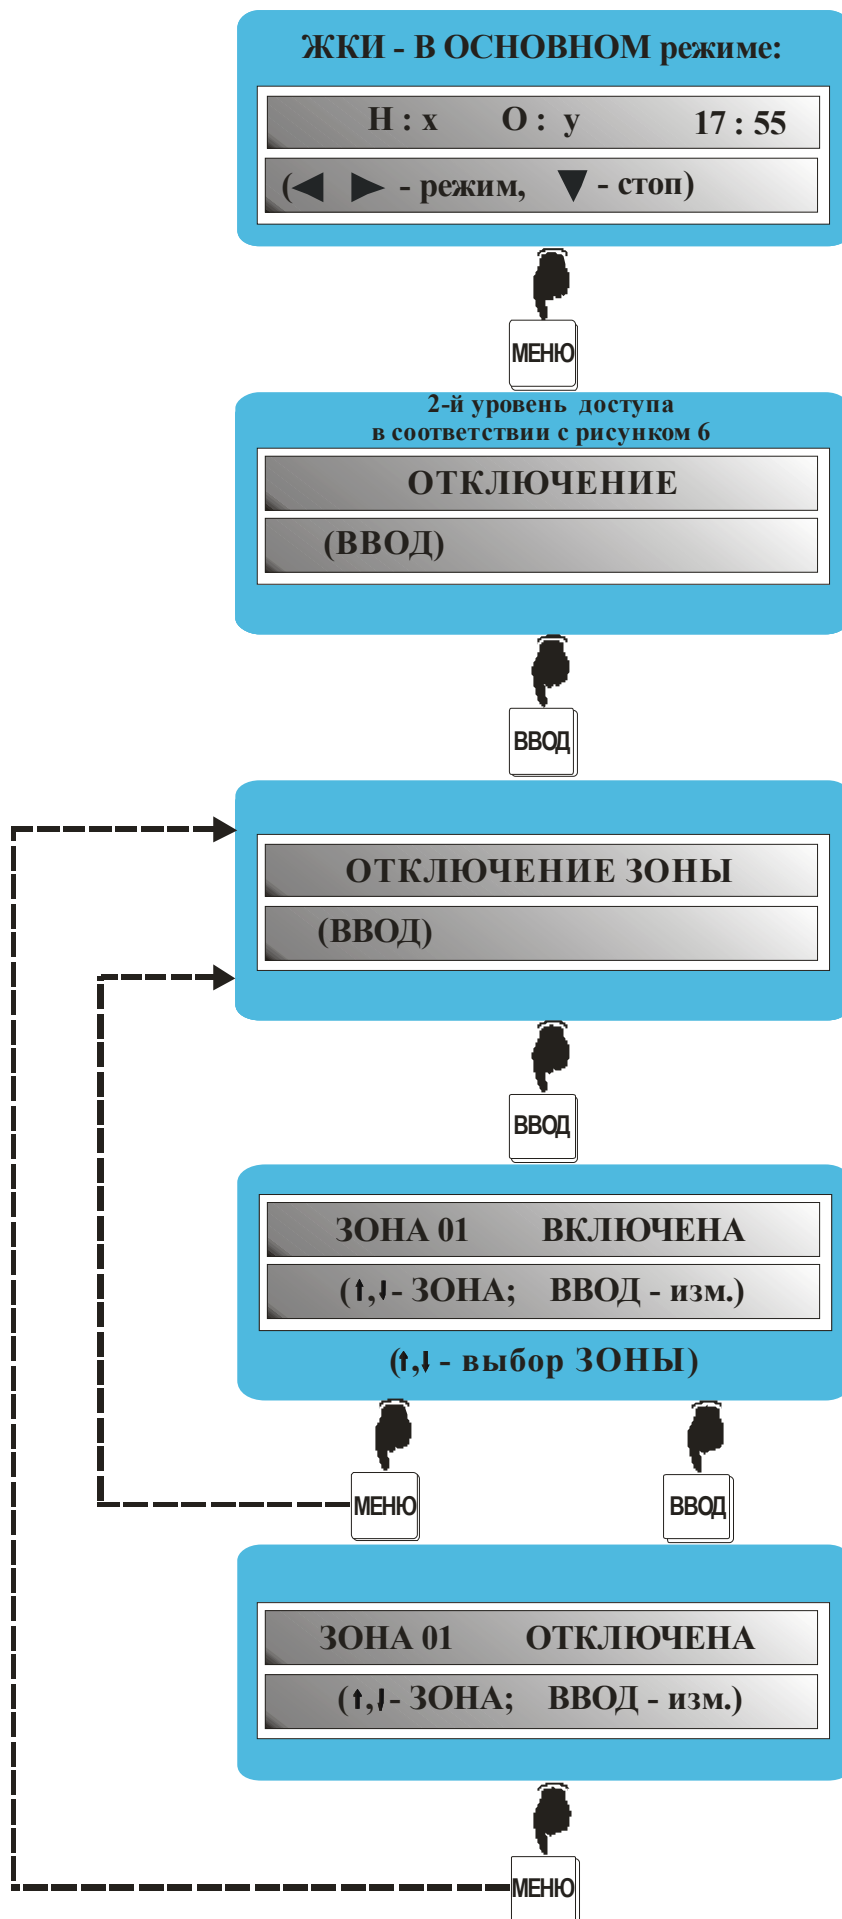 ЖКИ - В ОСНОВНОМ режиме:
Н : х О : у 17 : 55
(◀ ▶ - режим, ▼ - стоп)
МЕНЮ
2-й уровень доступа
в соответствии с рисунком 6
ОТКЛЮЧЕНИЕ
(ВВОД)
ВВОД
ОТКЛЮЧЕНИЕ ЗОНЫ
(ВВОД)
ВВОД
ЗОНА 01 ВКЛЮЧЕНА
(↑,↓- ЗОНА; ВВОД - изм.)
(↑,↓ - выбор ЗОНЫ)
МЕНЮ ВВОД
ЗОНА 01 ОТКЛЮЧЕНА
(↑,↓- ЗОНА; ВВОД - изм.)
МЕНЮ